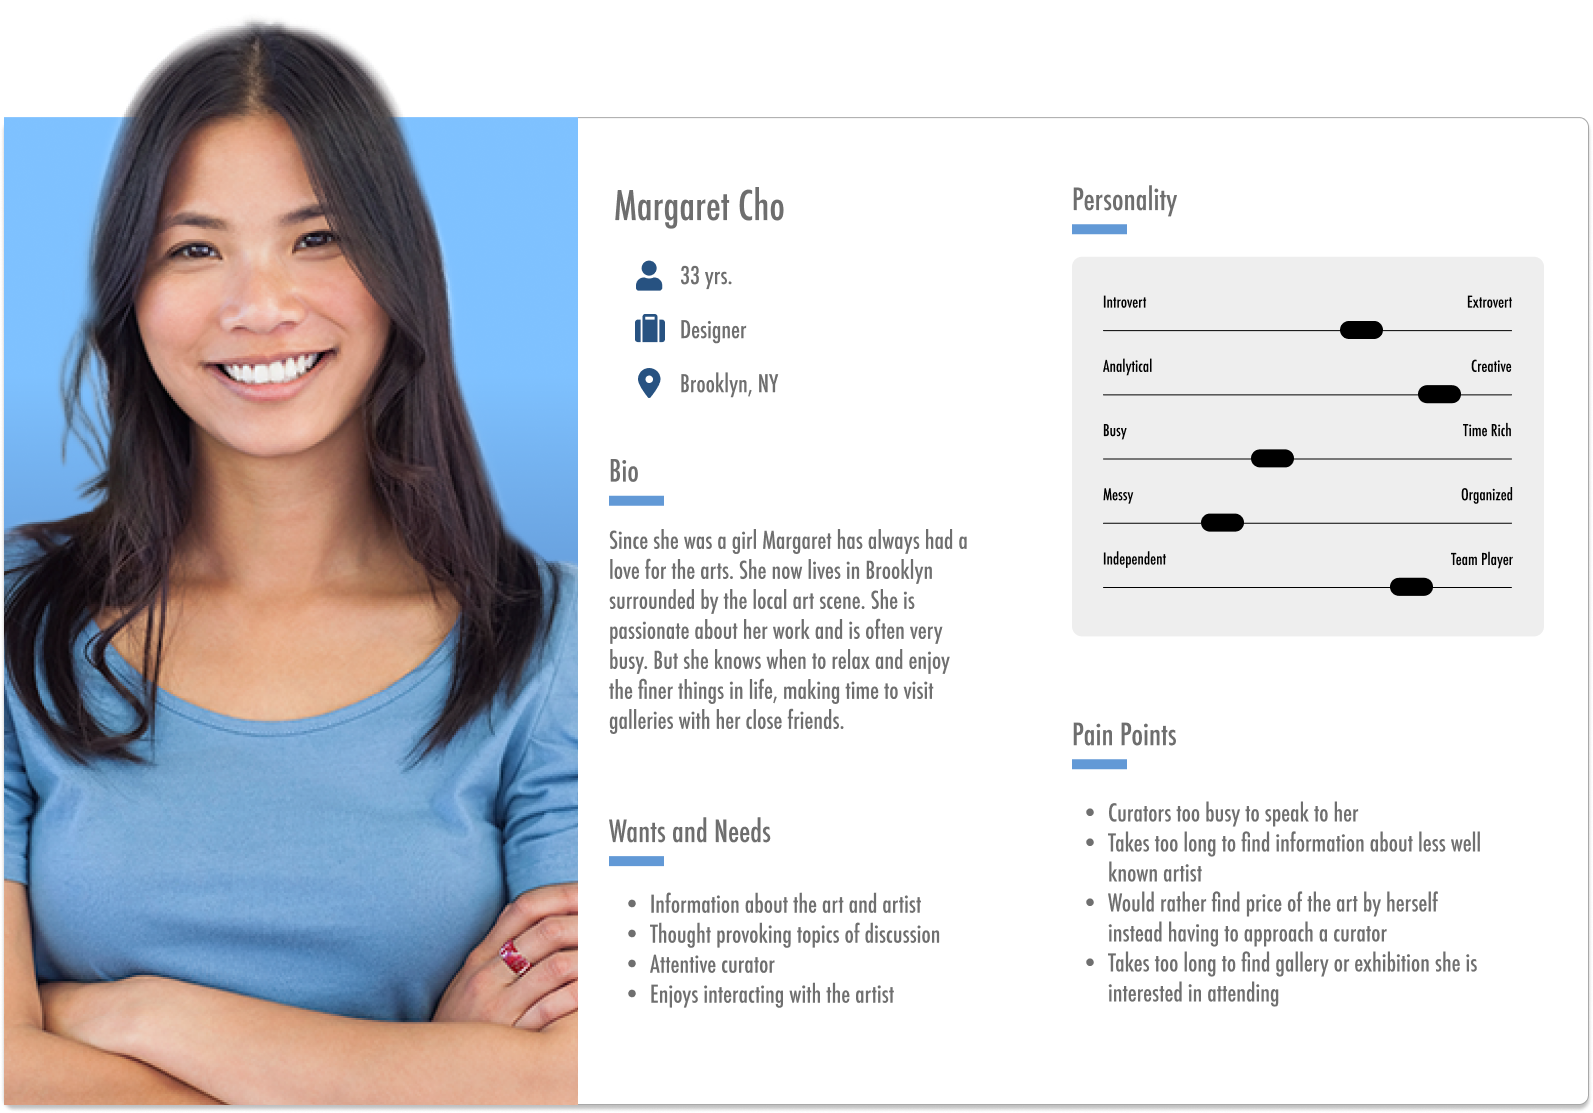 Margaret Cho
33 yrs.
Designer
Brooklyn, NY
Bio
Since she was a girl Margaret has always had a
love for the arts. She now lives in Brooklyn
surrounded by the local art scene. She is
passionate about her work and is often very
busy. But she knows when to relax and enjoy
the finer things in life, making time to visit
galleries with her close friends.
Wants and Needs
• Information about the art and artist
• Thought provoking topics of discussion
• Attentive curator
• Enjoys interacting with the artist
Personality
Introvert Extrovert
Analytical Creative
Busy Time Rich
Messy Organized
Independent Team Player
Pain Points
• Curators too busy to speak to her
• Takes too long to find information about less well
known artist
• Would rather find price of the art by herself
instead having to approach a curator
• Takes too long to find gallery or exhibition she is
interested in attending